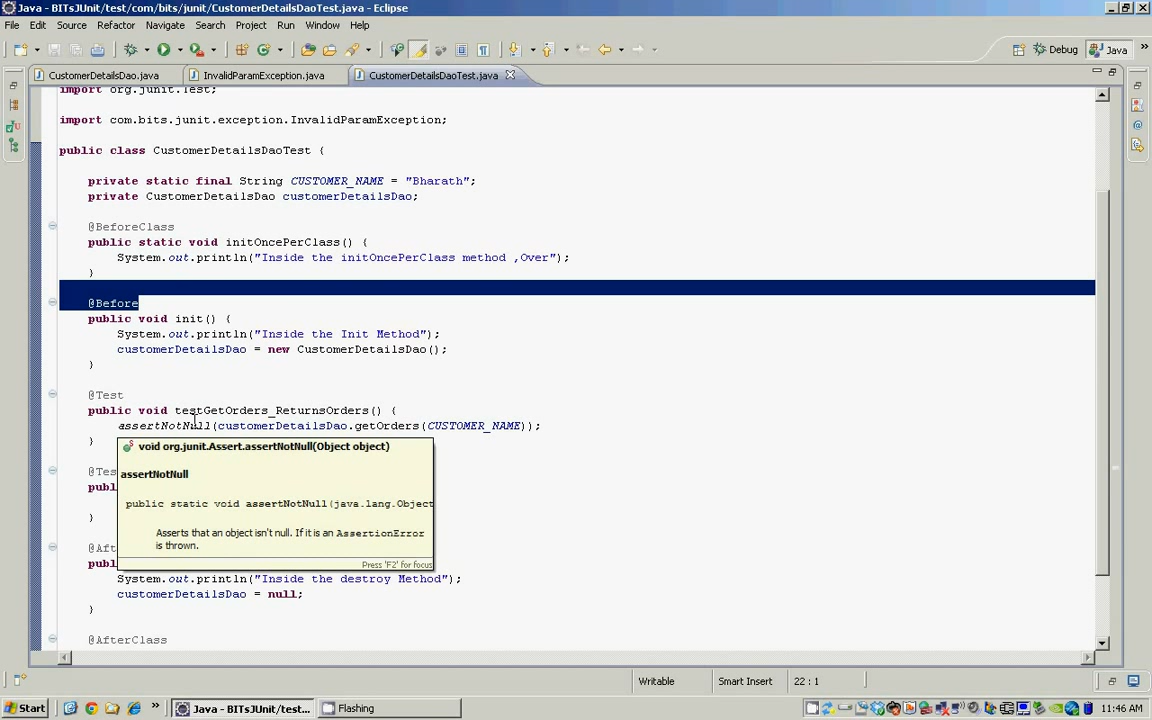 Java - BITsJUnit/test/com/bits/junit/CustomerDetailsDaoTest.java - Eclipse
File Edit Source Refactor Navigate Search Project Run Window Help
Debug Java »
CustomerDetailsDao.java InvalidParamException.java CustomerDetailsDaoTest.java
import org.junit.Test;
import com.bits.junit.exception.InvalidParamException;
public class CustomerDetailsDaoTest {
private static final String CUSTOMER_NAME = "Bharath";
private CustomerDetailsDao customerDetailsDao;
@BeforeClass
public static void initOncePerClass() {
System.out.println("Inside the initOncePerClass method ,Over");
}
@Before
public void init() {
System.out.println("Inside the Init Method");
customerDetailsDao = new CustomerDetailsDao();
}
@Test
public void testGetOrders_ReturnsOrders() {
assertNotNull(customerDetailsDao.getOrders(CUSTOMER_NAME));
}
void org.junit.Assert.assertNotNull(Object object)
@Tes
assertNotNull
publ
public static void assertNotNull(java.lang.Object
}
Asserts that an object isn't null. If it is an AssertionError
is thrown.
@Aft
publ
Press 'F2' for focus
System.out.println("Inside the destroy Method");
customerDetailsDao = null;
}
@AfterClass
Writable Smart Insert 22 : 1
Start » Java - BITsJUnit/test... Flashing 11:46 AM